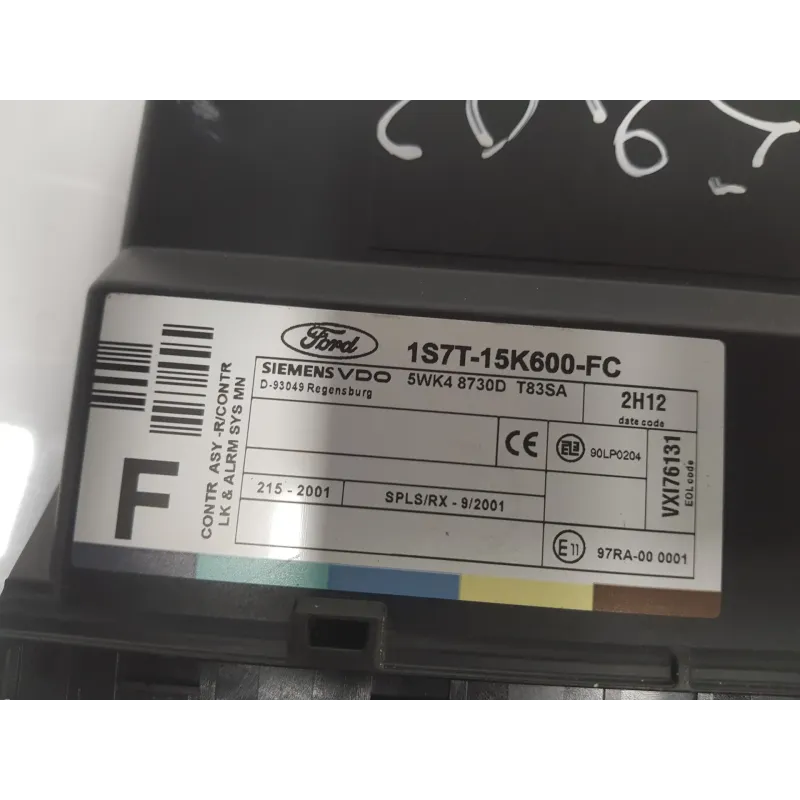 Ford
1S7T-15K600-FC
SIEMENS VDO
D-93049 Regensburg
5WK4 8730D T83SA
2H12
date code
CE
90LP0204
VXI76131
EOL code
215 - 2001
SPLS/RX - 9/2001
E11
97RA-00 0001
F
CONTR ASY -R/CONTR
LK & ALRM SYS MN